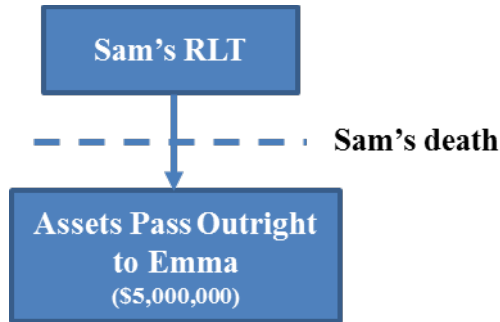 Sam’s RLT
Sam’s death
Assets Pass Outright
to Emma
($5,000,000)